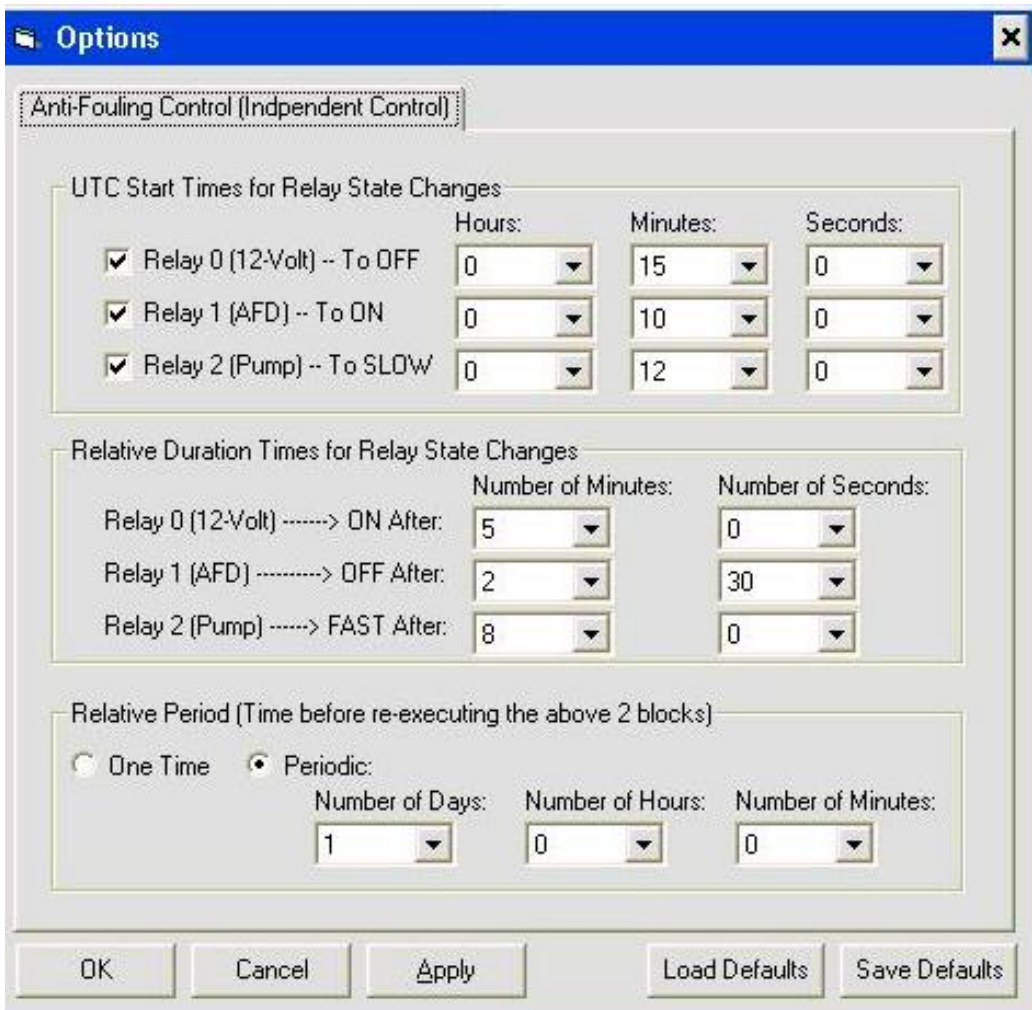 Options
Anti-Fouling Control (Indpendent Control)
UTC Start Times for Relay State Changes
Hours: Minutes: Seconds:
Relay 0 (12-Volt) -- To OFF 0 15 0
Relay 1 (AFD) -- To ON 0 10 0
Relay 2 (Pump) -- To SLOW 0 12 0
Relative Duration Times for Relay State Changes
Number of Minutes: Number of Seconds:
Relay 0 (12-Volt) ------> ON After: 5 0
Relay 1 (AFD) ---------> OFF After: 2 30
Relay 2 (Pump) ------> FAST After: 8 0
Relative Period (Time before re-executing the above 2 blocks)
One Time Periodic:
Number of Days: Number of Hours: Number of Minutes:
1 0 0
OK Cancel Apply Load Defaults Save Defaults